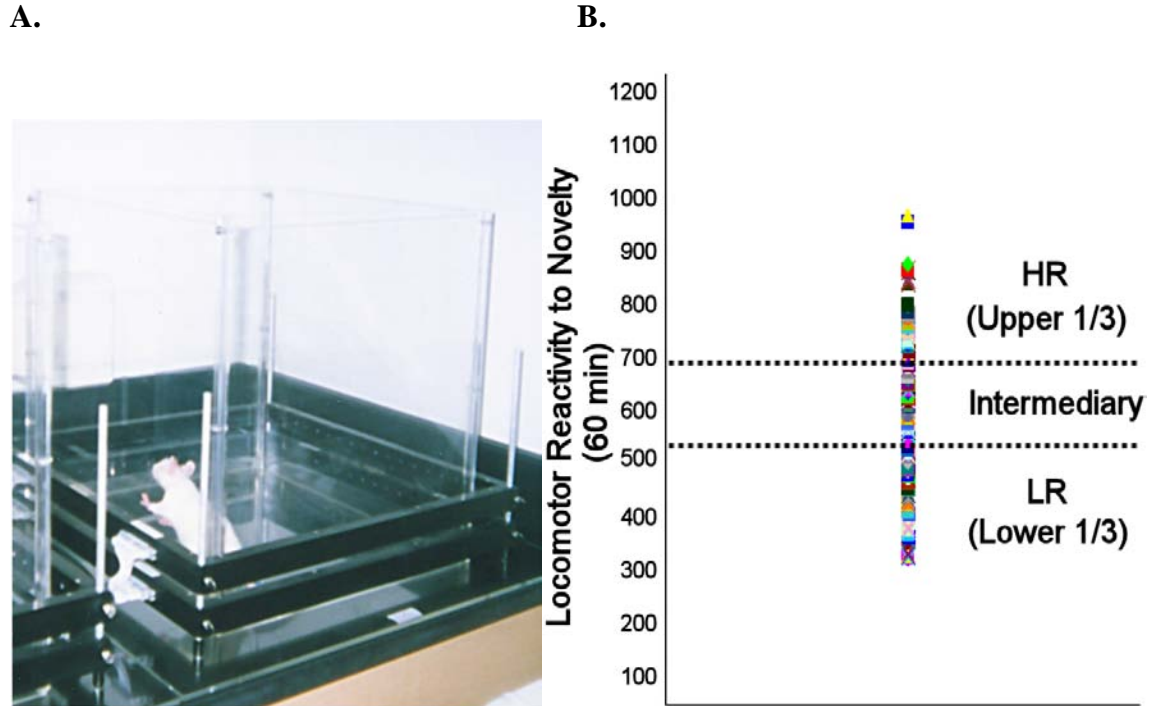 A.
B.
Locomotor Reactivity to Novelty
(60 min)
1200
1100
1000
900
800
700
600
500
400
300
200
100
HR
(Upper 1/3)
Intermediary
LR
(Lower 1/3)